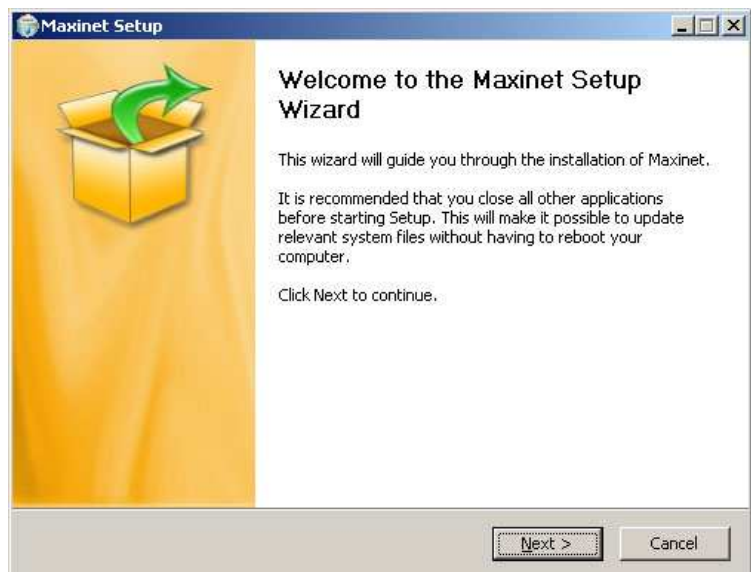 Maxinet Setup
Welcome to the Maxinet Setup
Wizard
This wizard will guide you through the installation of Maxinet.
It is recommended that you close all other applications
before starting Setup. This will make it possible to update
relevant system files without having to reboot your
computer.
Click Next to continue.
Next >
Cancel